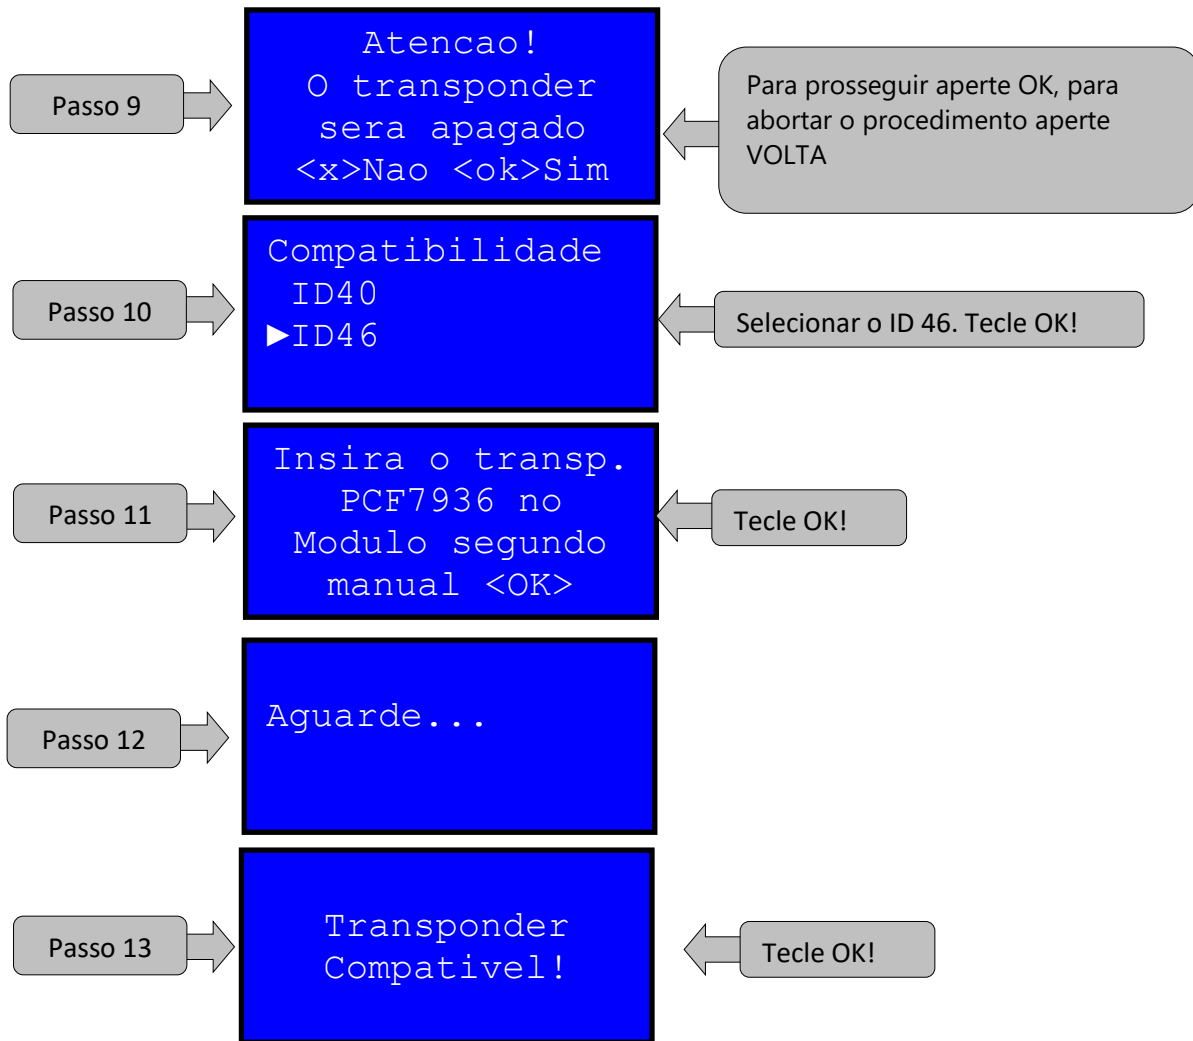 Passo 9
Atencao!
O transponder
sera apagado
<x>Nao <ok>Sim
Para prosseguir aperte OK, para
abortar o procedimento aperte
VOLTA
Passo 10
Compatibilidade
ID40
►ID46
Selecionar o ID 46. Tecle OK!
Passo 11
Insira o transp.
PCF7936 no
Modulo segundo
manual <OK>
Tecle OK!
Passo 12
Aguarde...
Passo 13
Transponder
Compativel!
Tecle OK!